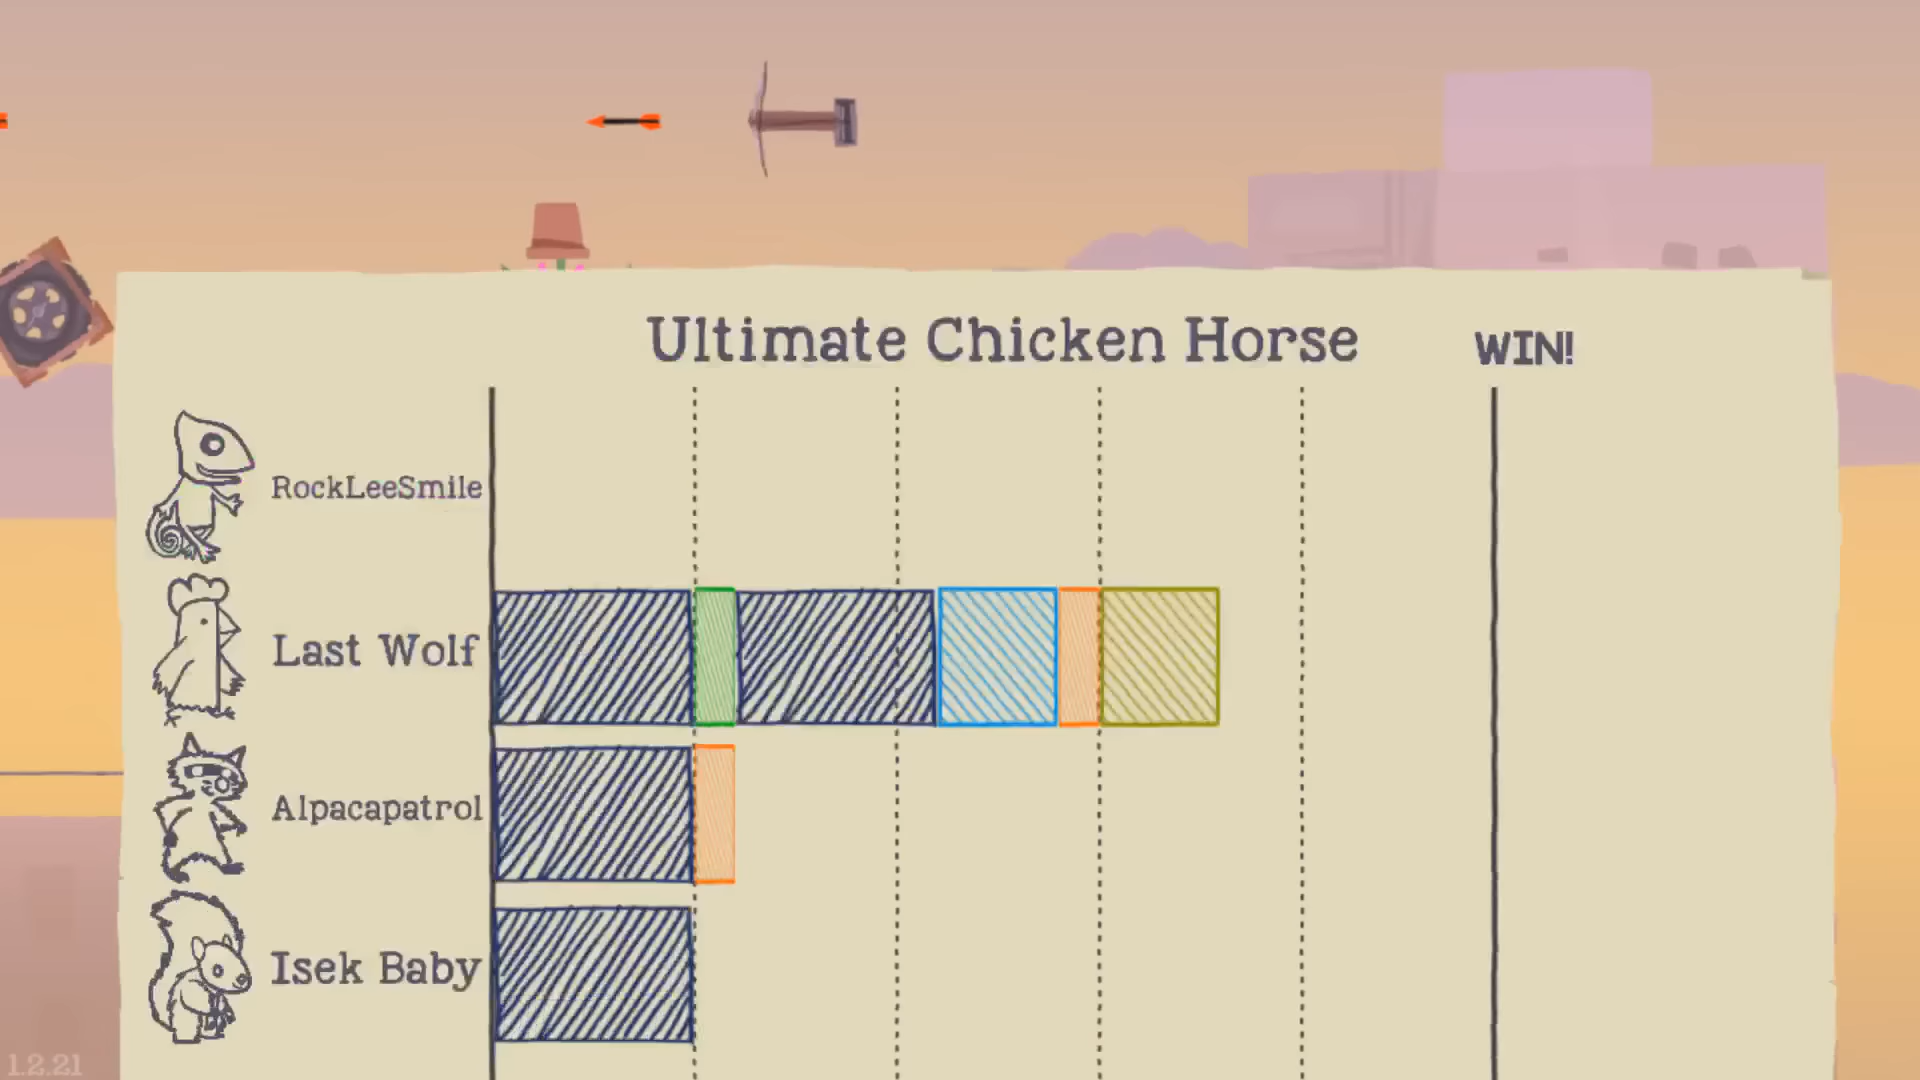 Ultimate Chicken Horse
WIN!
RockLeeSmile
Last Wolf
Alpacapatrol
Isek Baby
1.2.21